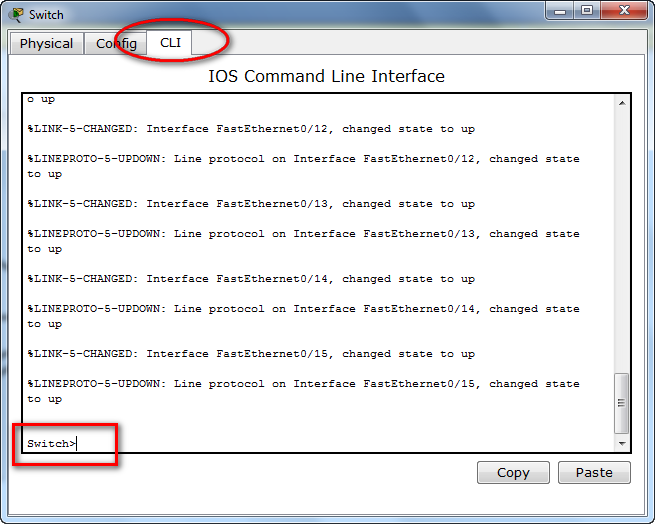 Switch
Physical
Config
CLI
IOS Command Line Interface
o up
%LINK-5-CHANGED: Interface FastEthernet0/12, changed state to up
%LINEPROTO-5-UPDOWN: Line protocol on Interface FastEthernet0/12, changed state
to up
%LINK-5-CHANGED: Interface FastEthernet0/13, changed state to up
%LINEPROTO-5-UPDOWN: Line protocol on Interface FastEthernet0/13, changed state
to up
%LINK-5-CHANGED: Interface FastEthernet0/14, changed state to up
%LINEPROTO-5-UPDOWN: Line protocol on Interface FastEthernet0/14, changed state
to up
%LINK-5-CHANGED: Interface FastEthernet0/15, changed state to up
%LINEPROTO-5-UPDOWN: Line protocol on Interface FastEthernet0/15, changed state
to up
Switch>
Copy
Paste